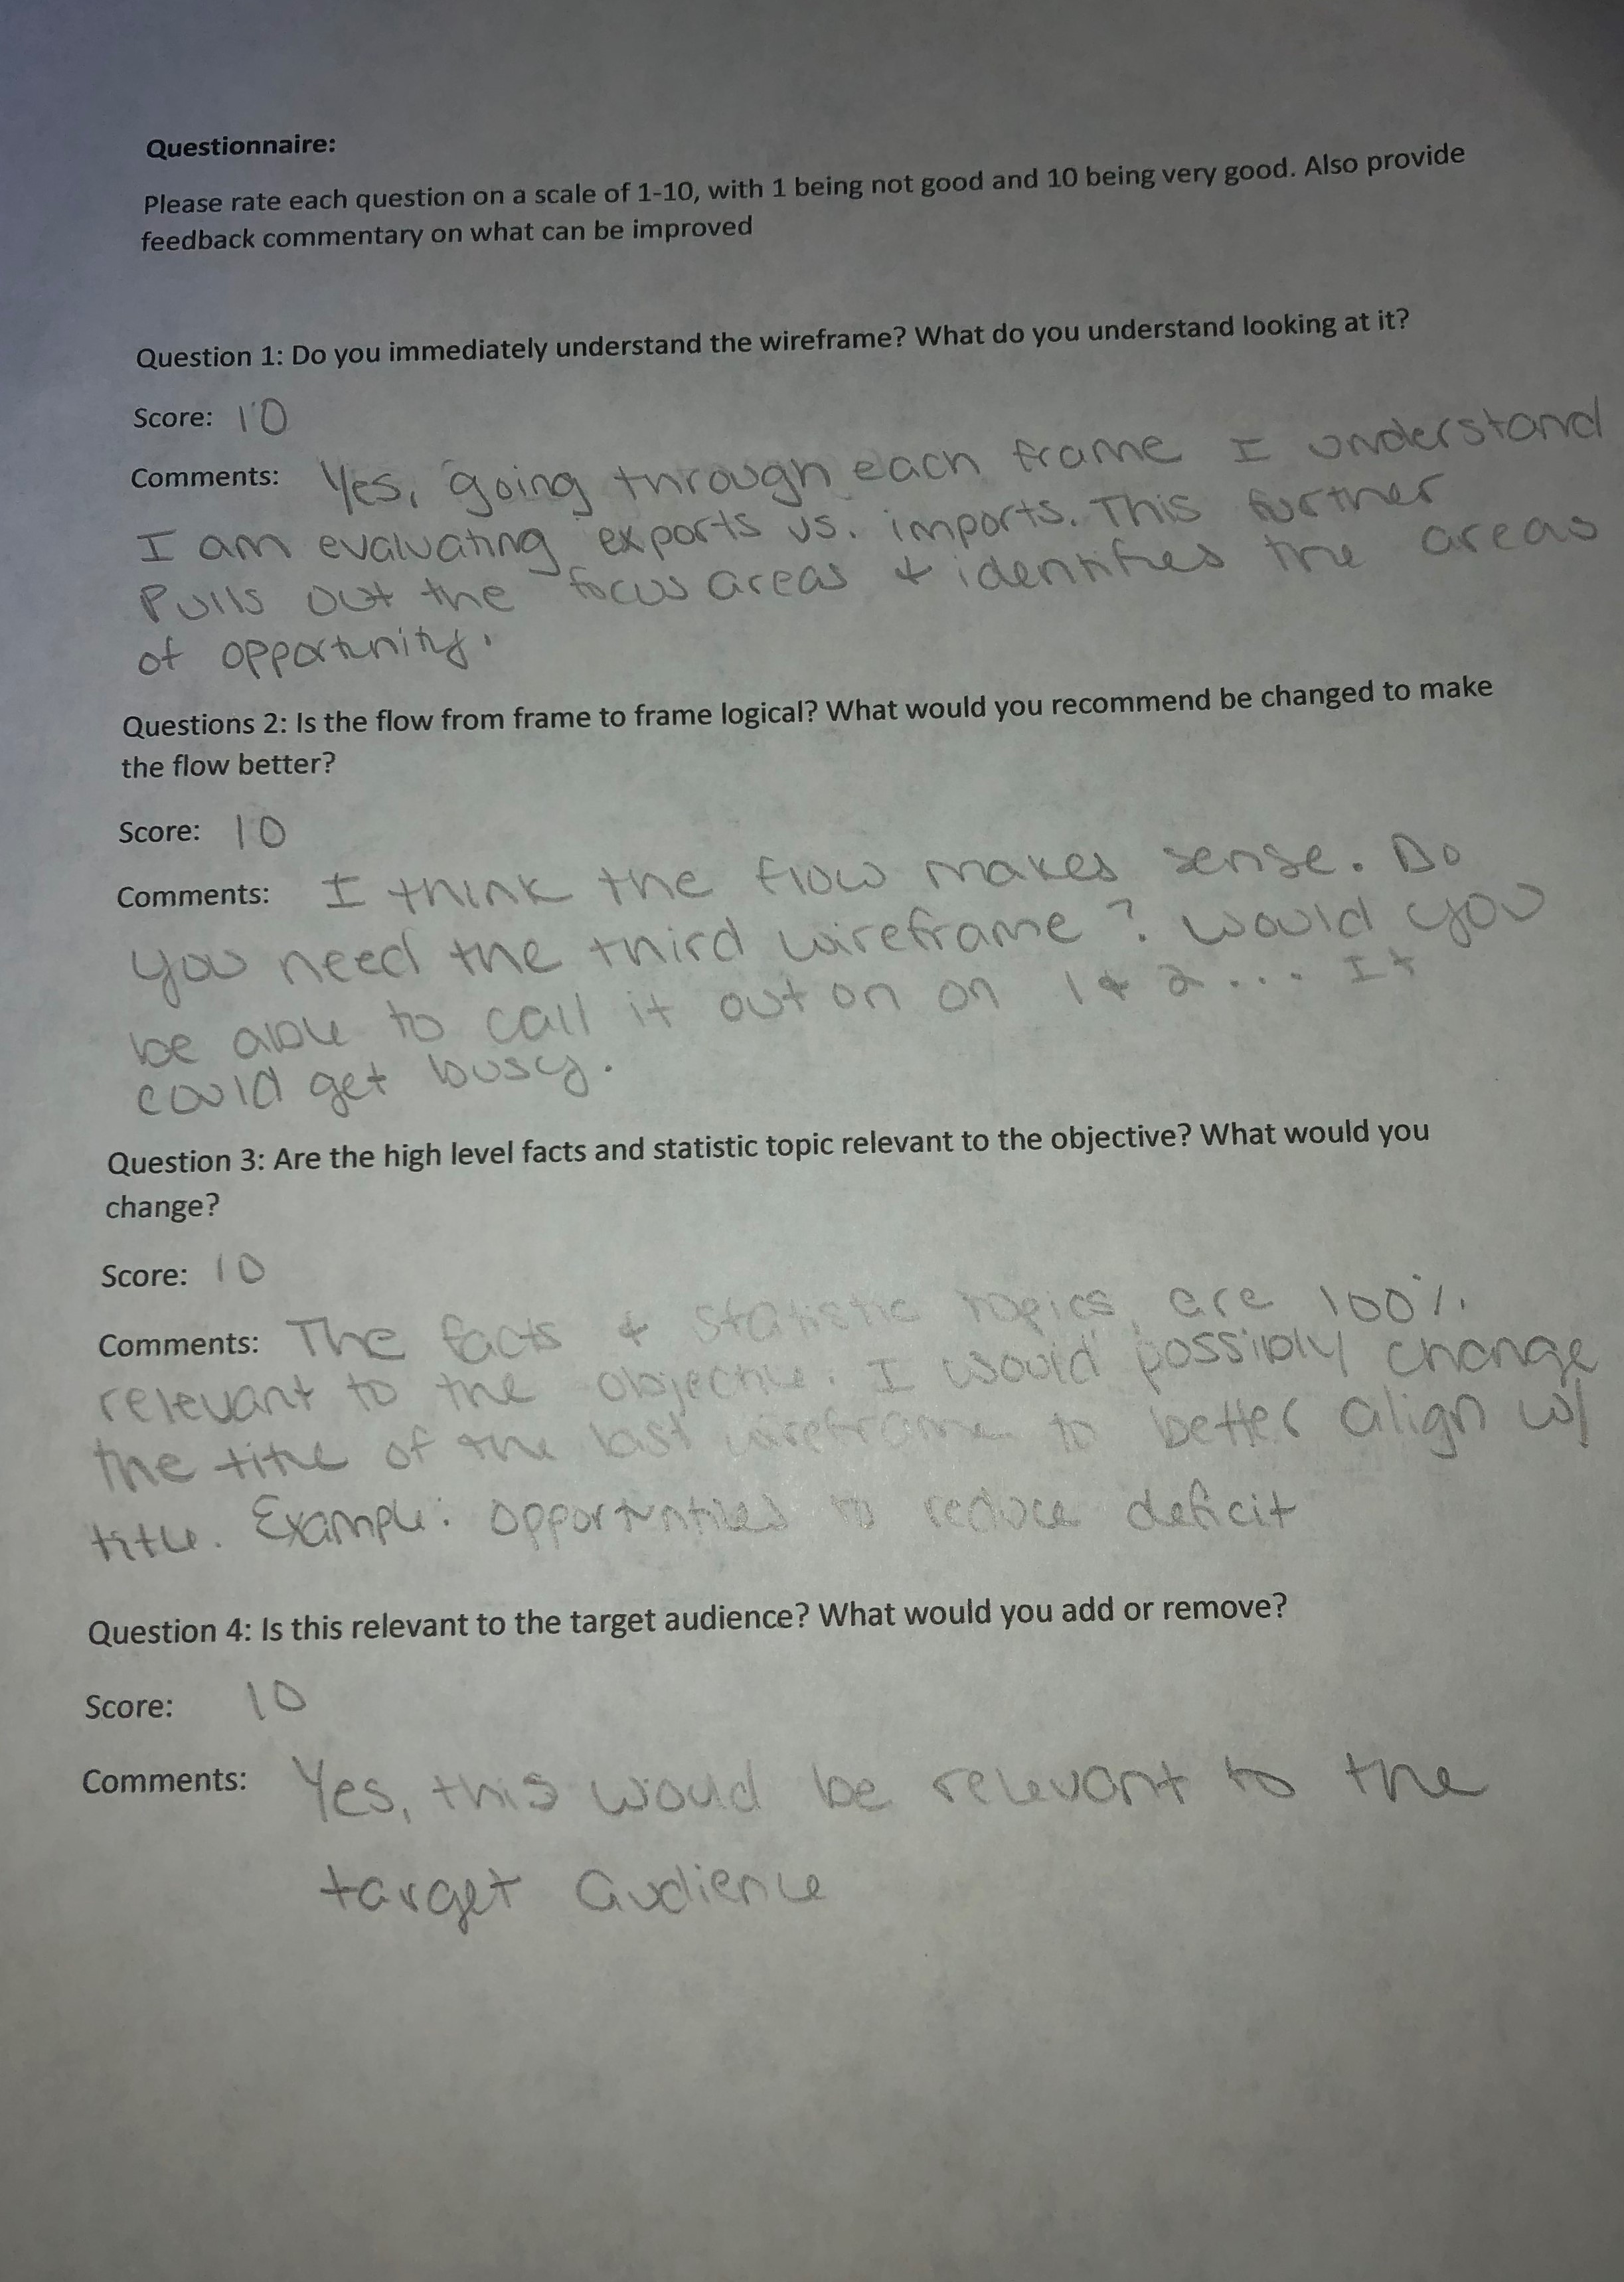 Questionnaire:
Please rate each question on a scale of 1-10, with 1 being not good and 10 being very good. Also provide
feedback commentary on what can be improved
Question 1: Do you immediately understand the wireframe? What do you understand looking at it?
Score: 10
Comments: Yes, going through each frame I understand
I am evaluating exports vs. imports. This further
Pulls out the focus areas & identifies the areas
of opportunity.
Questions 2: Is the flow from frame to frame logical? What would you recommend be changed to make
the flow better?
Score: 10
Comments: I think the flow makes sense. Do
you need the third wireframe? Would you
be able to call it out on on 1 & 2... It
could get busy.
Question 3: Are the high level facts and statistic topic relevant to the objective? What would you
change?
Score: 10
Comments: The facts & statistic topics are 100%
relevant to the objective. I would possibly change
the title of the last wireframe to better align w/
title. Example: opportunities to reduce deficit
Question 4: Is this relevant to the target audience? What would you add or remove?
Score: 10
Comments: Yes, this would be relevant to the
target audience